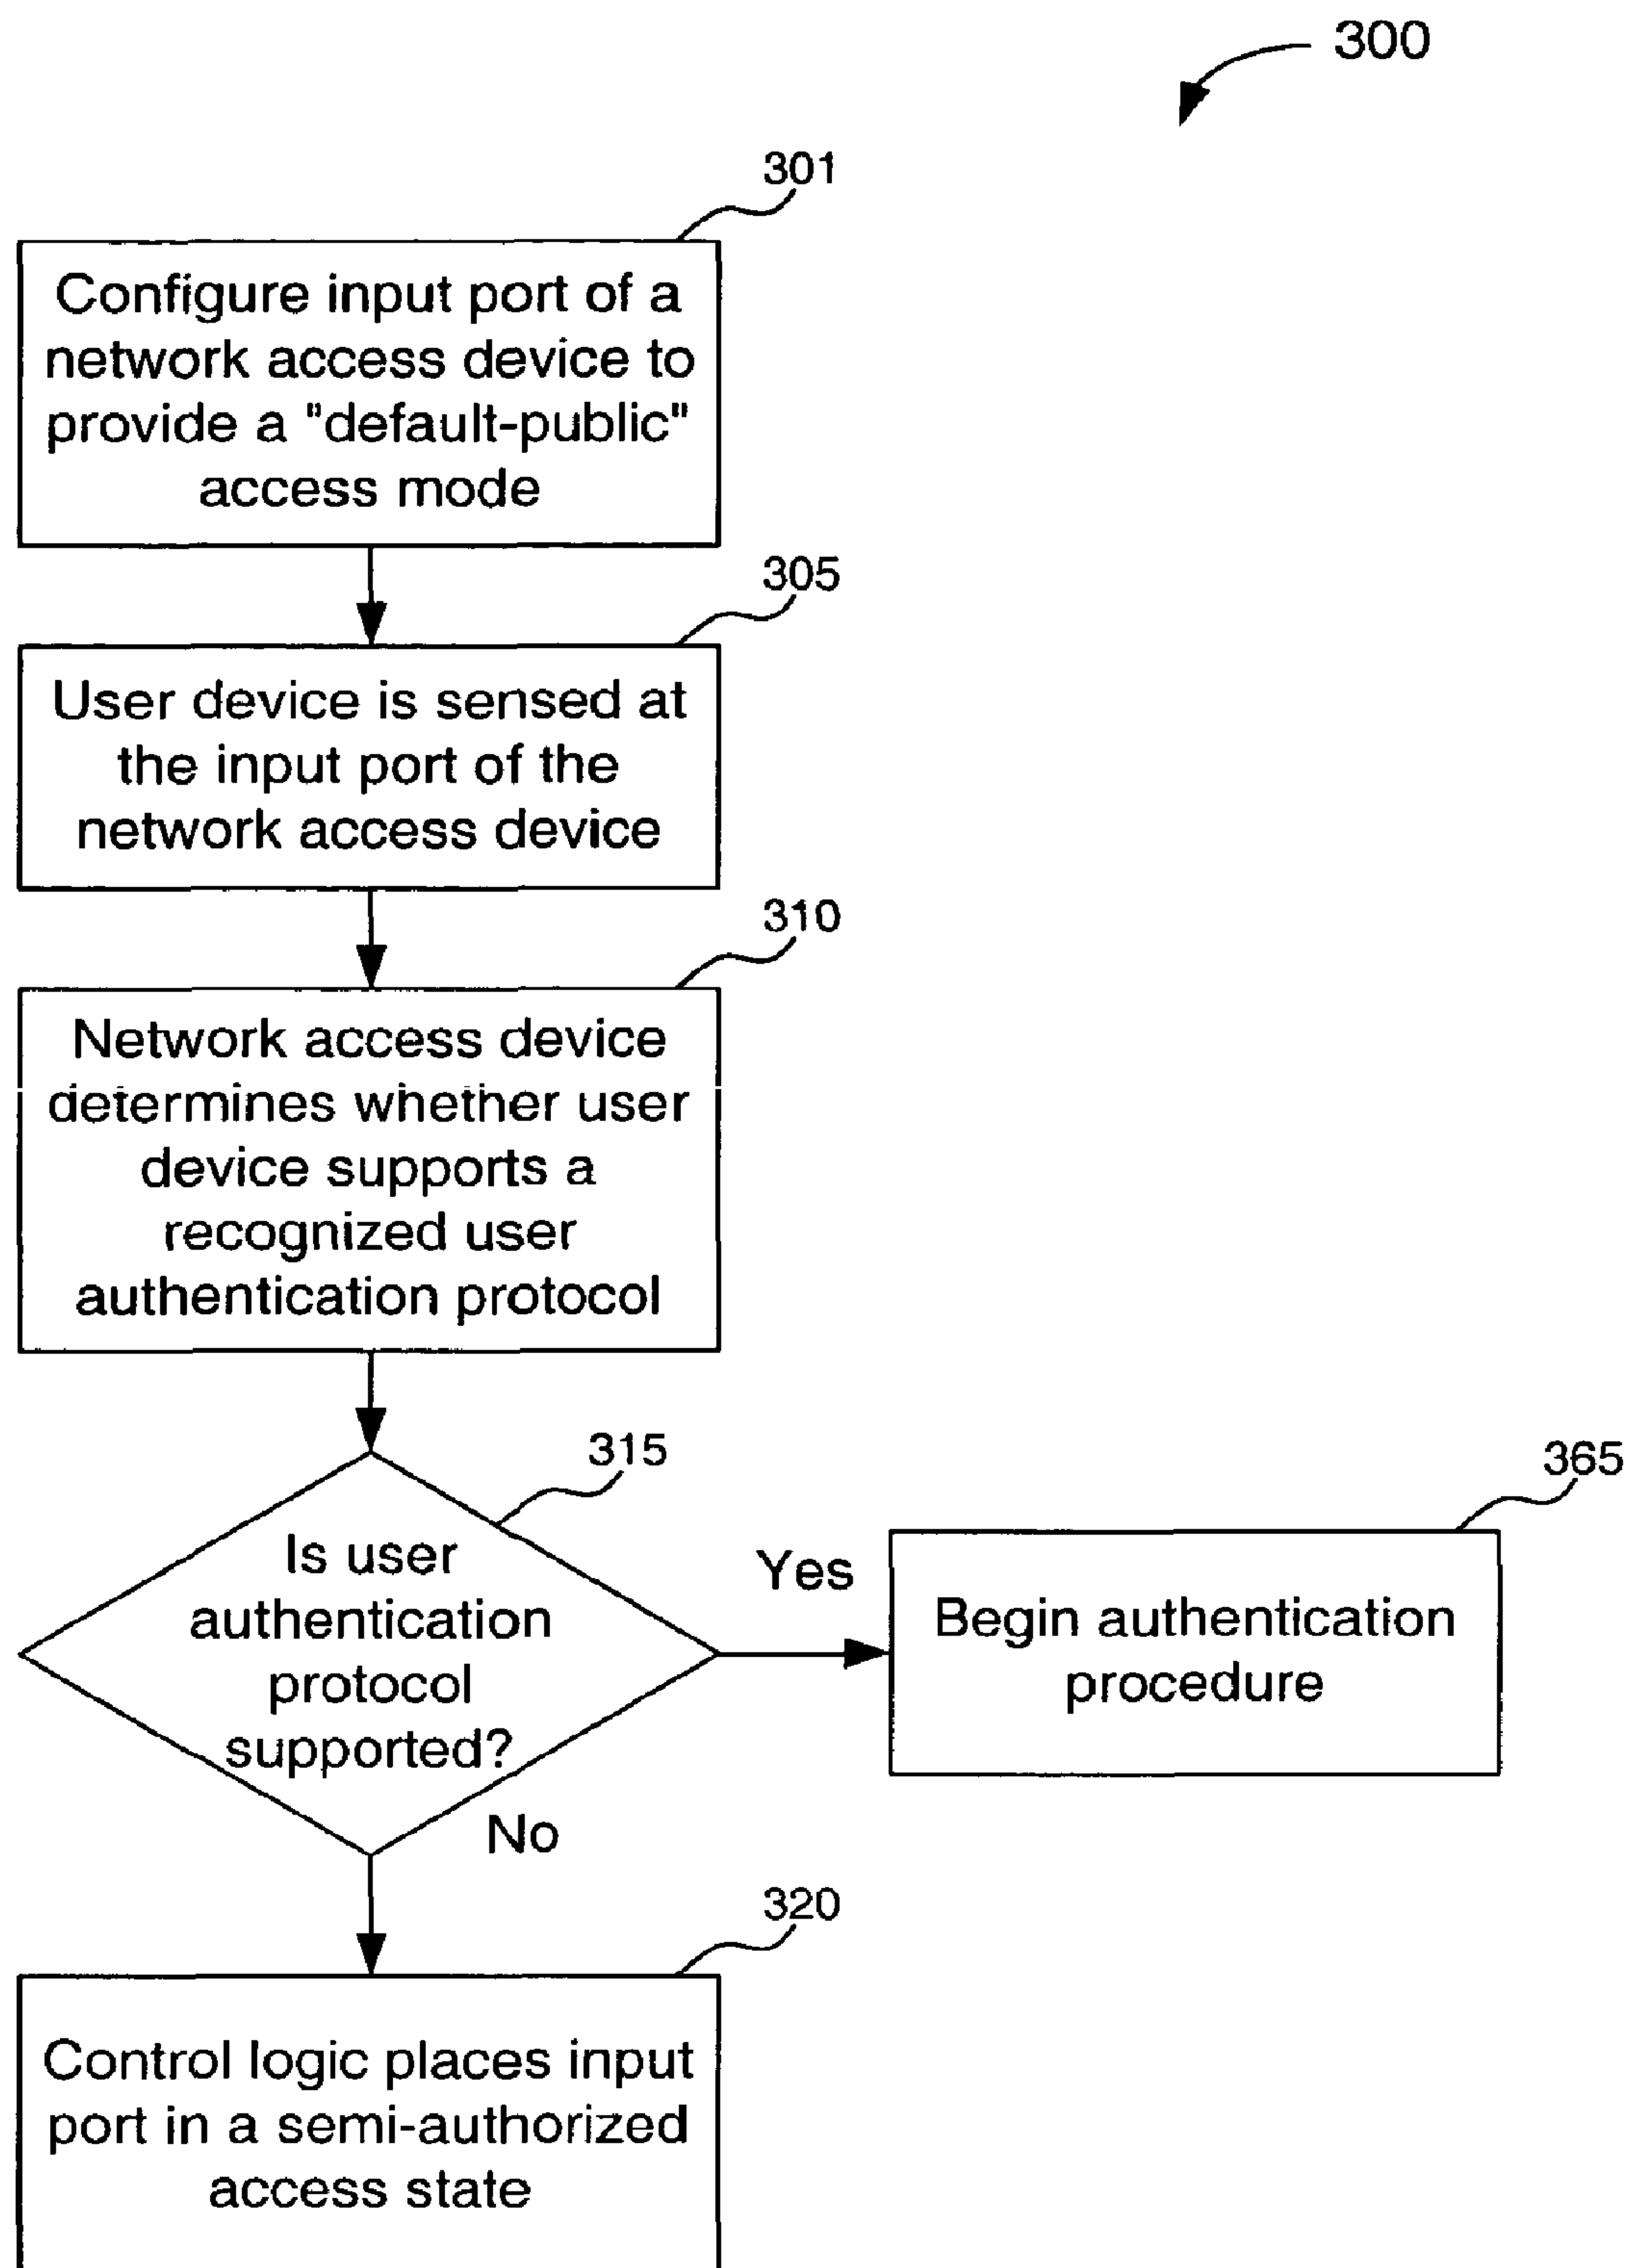 300
301
Configure input port of a
network access device to
provide a "default-public"
access mode
305
User device is sensed at
the input port of the
network access device
310
Network access device
determines whether user
device supports a
recognized user
authentication protocol
315
Is user
authentication
protocol
supported?
Yes
365
Begin authentication
procedure
No
320
Control logic places input
port in a semi-authorized
access state